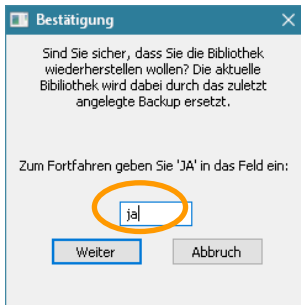 Bestätigung
Sind Sie sicher, dass Sie die Bibliothek
wiederherstellen wollen? Die aktuelle
Bibiliothek wird dabei durch das zuletzt
angelegte Backup ersetzt.
Zum Fortfahren geben Sie 'JA' in das Feld ein:
ja
Weiter Abbruch